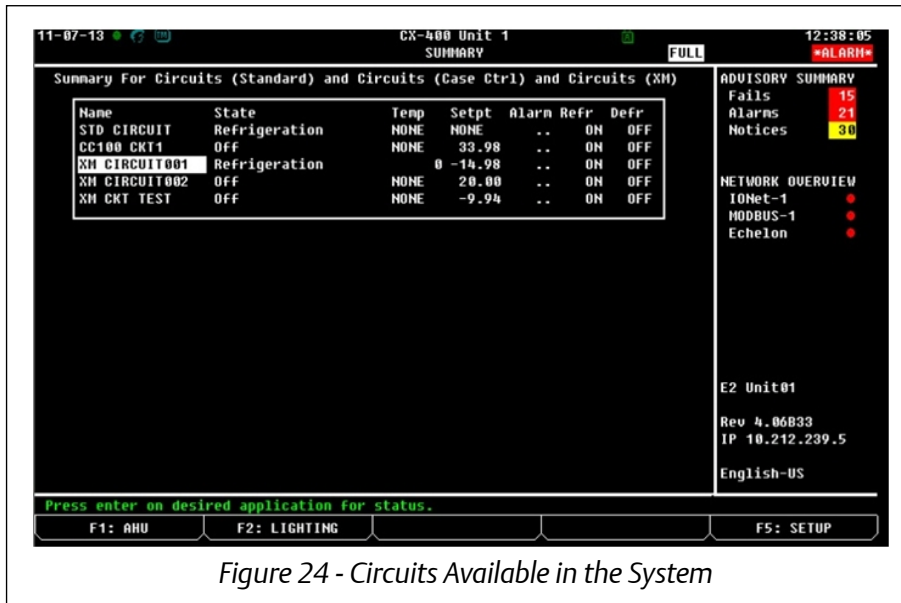 11-07-13 CX-400 Unit 1 12:38:05
SUMMARY FULL *ALARM*
Summary For Circuits (Standard) and Circuits (Case Ctrl) and Circuits (XM)
Name State Temp Setpt Alarm Refr Defr
STD CIRCUIT Refrigeration NONE NONE .. ON OFF
CC100 CKT1 Off NONE 33.98 .. ON OFF
XM CIRCUIT001 Refrigeration 0 -14.98 .. ON OFF
XM CIRCUIT002 Off NONE 20.00 .. ON OFF
XM CKT TEST Off NONE -9.94 .. ON OFF
ADVISORY SUMMARY
Fails 15
Alarms 21
Notices 30
NETWORK OVERVIEW
IONet-1
MODBUS-1
Echelon
E2 Unit01
Rev 4.06B33
IP 10.212.239.5
English-US
Press enter on desired application for status.
F1: AHU F2: LIGHTING F5: SETUP
Figure 24 - Circuits Available in the System